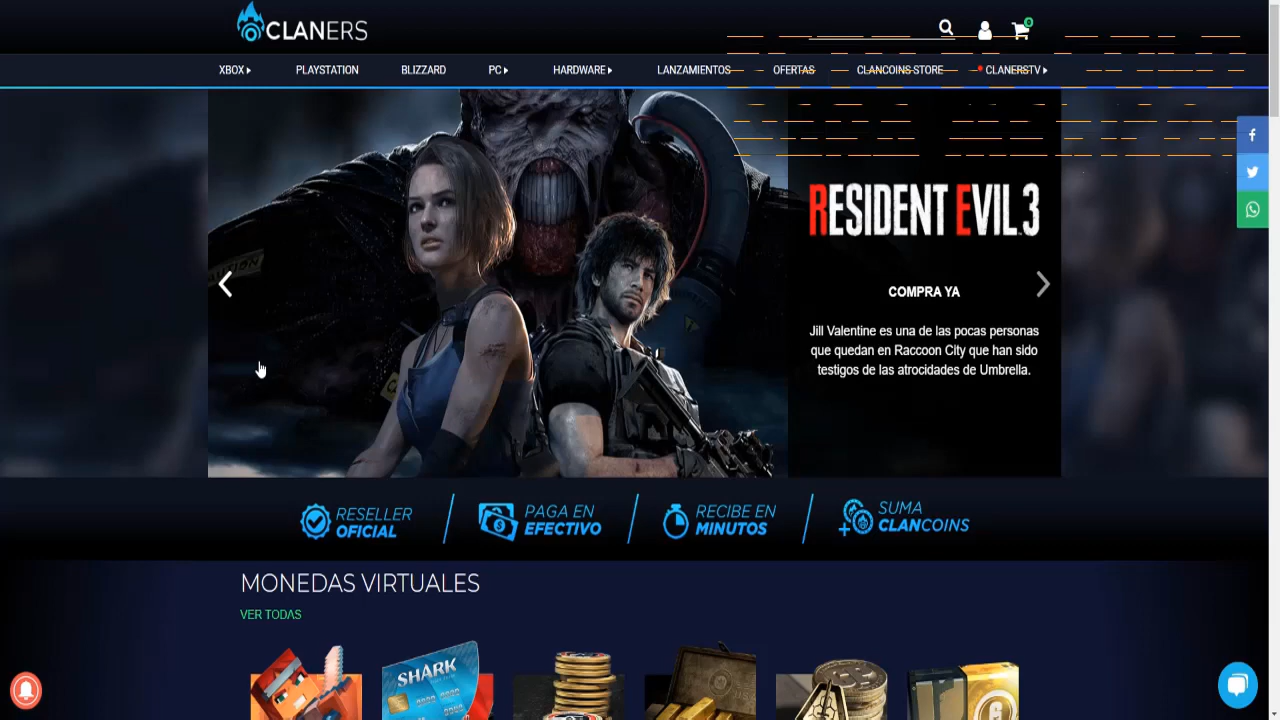 CLANERS
0
XBOX
PLAYSTATION
BLIZZARD
PC
HARDWARE
LANZAMIENTOS
OFERTAS
CLANCOINS STORE
CLANERSTV
RESIDENT EVIL 3
COMPRA YA
Jill Valentine es una de las pocas personas
que quedan en Raccoon City que han sido
testigos de las atrocidades de Umbrella.
RESELLER
OFICIAL
PAGA EN
EFECTIVO
RECIBE EN
MINUTOS
SUMA
CLANCOINS
MONEDAS VIRTUALES
VER TODAS
SHARK